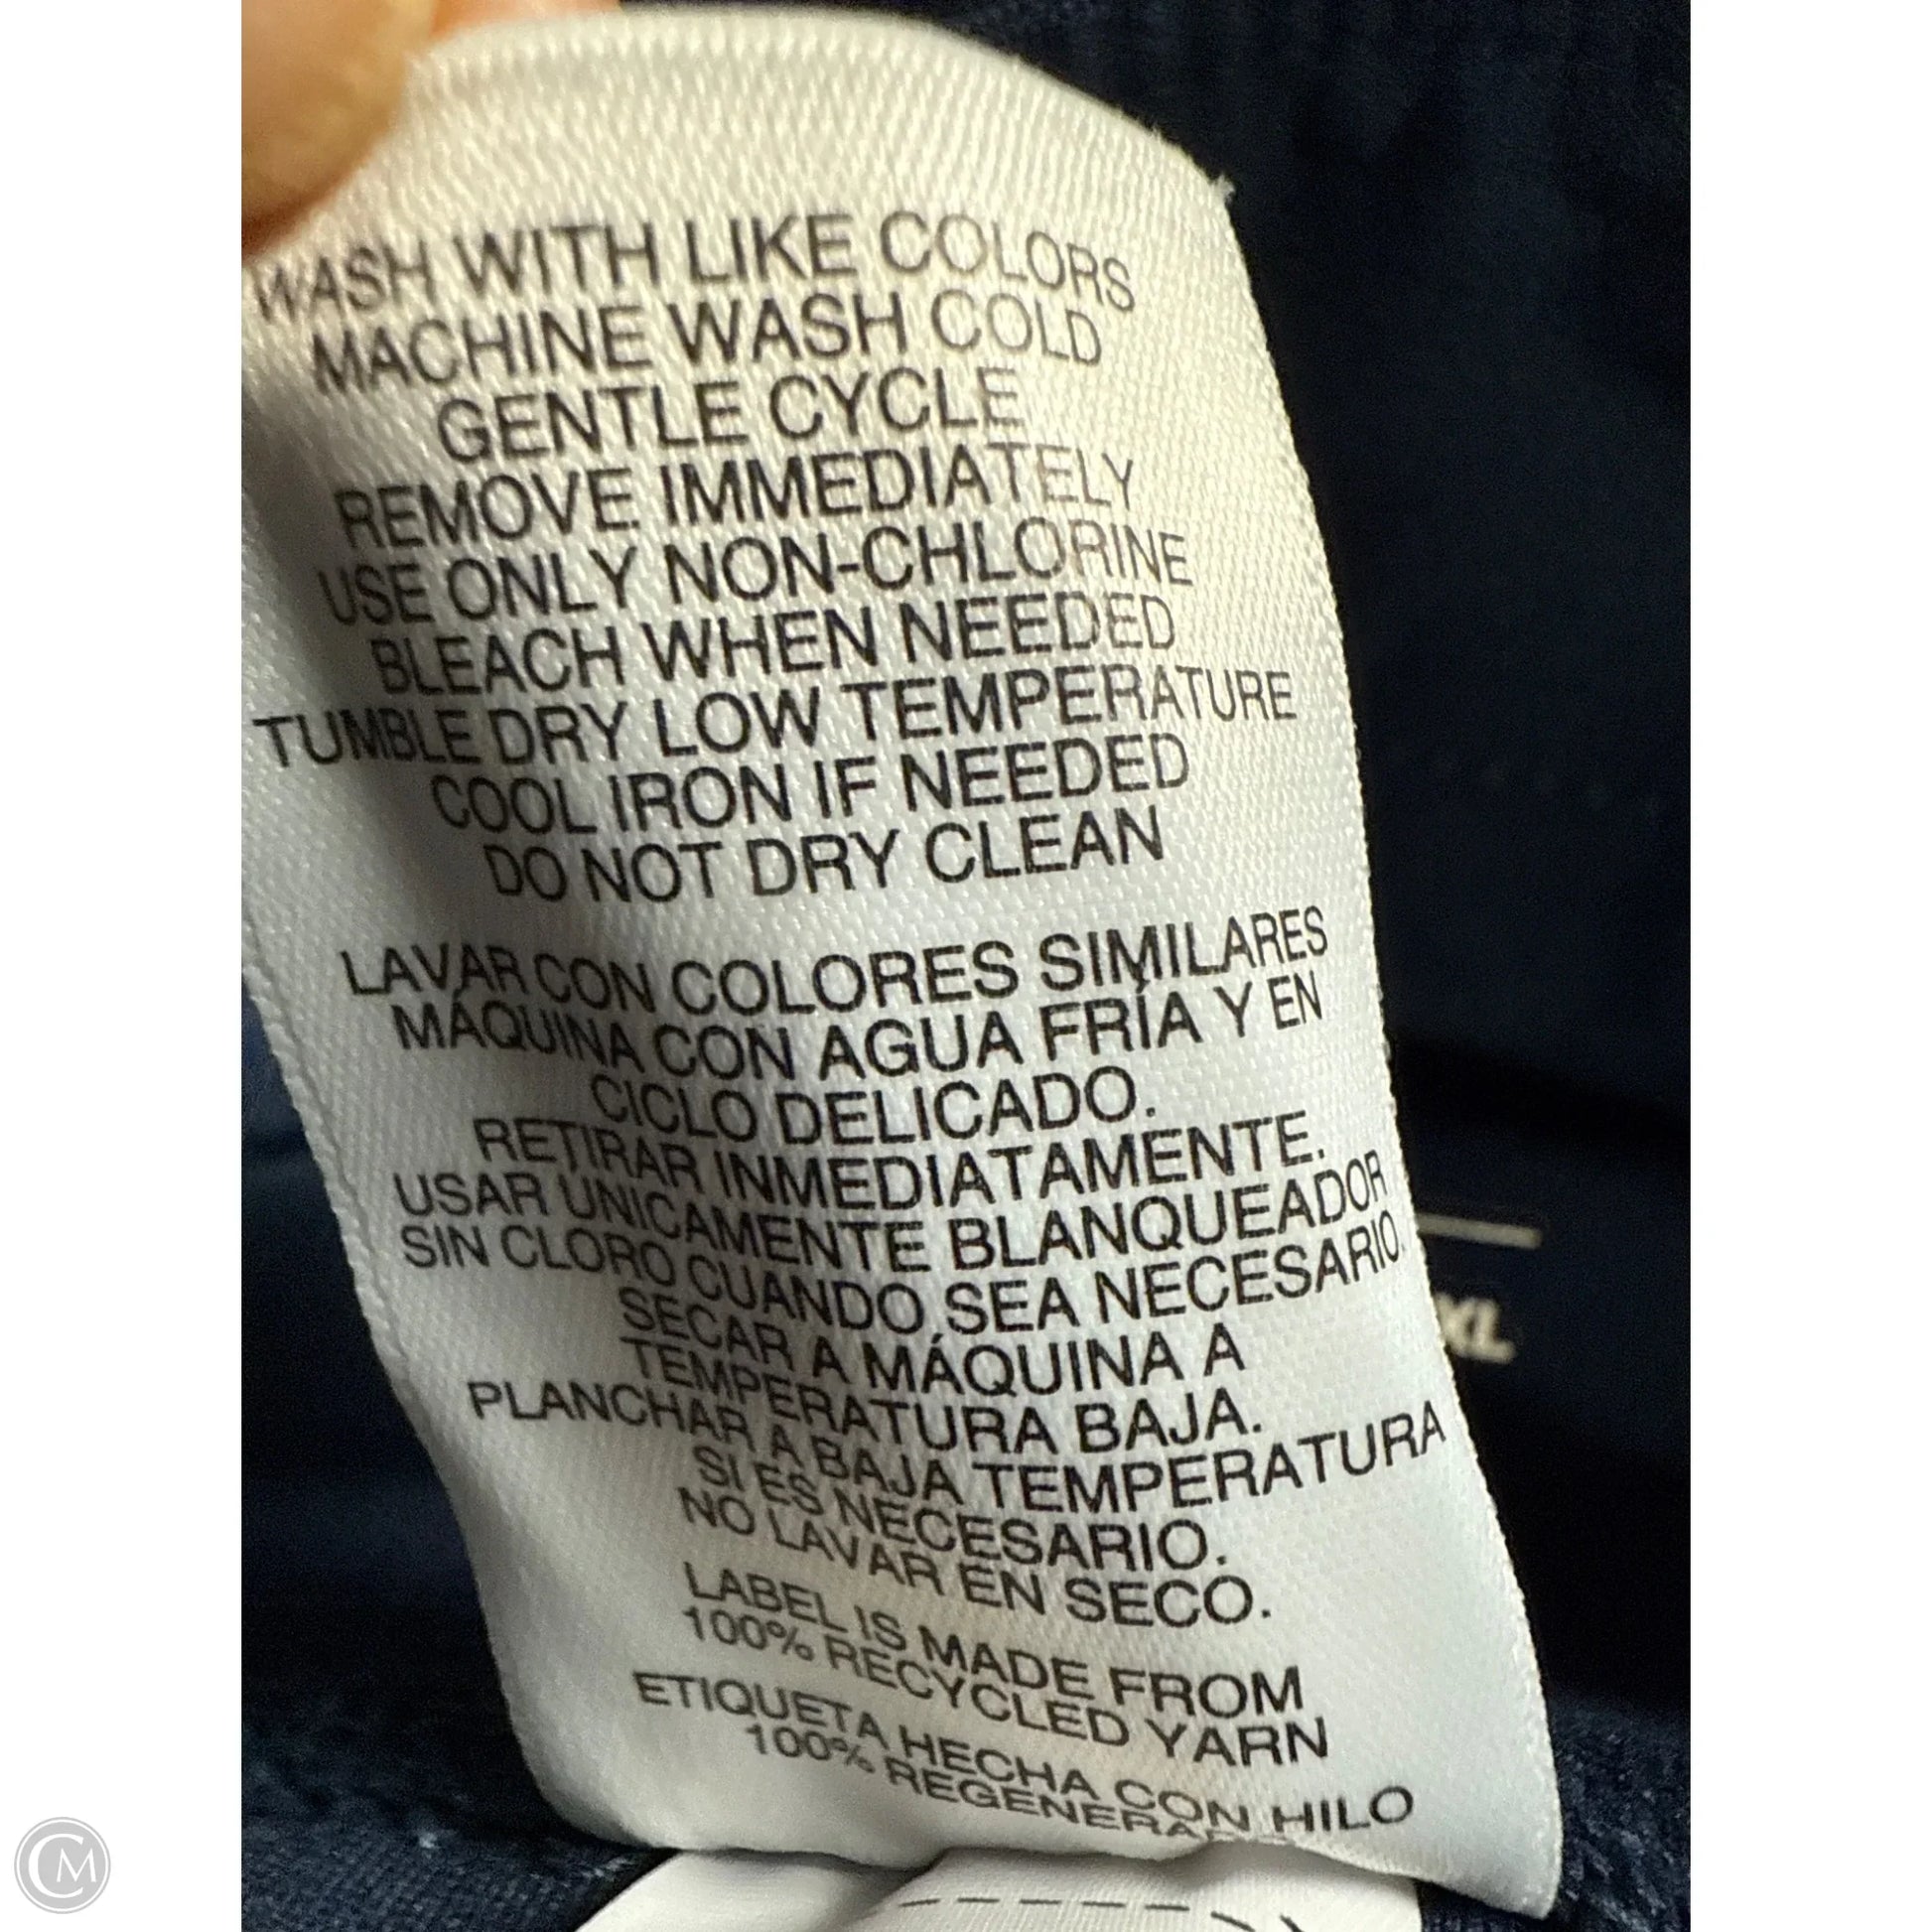 WASH WITH LIKE COLORS
MACHINE WASH COLD
GENTLE CYCLE
REMOVE IMMEDIATELY
USE ONLY NON-CHLORINE
BLEACH WHEN NEEDED
TUMBLE DRY LOW TEMPERATURE
COOL IRON IF NEEDED
DO NOT DRY CLEAN
LAVAR CON COLORES SIMILARES
MÁQUINA CON AGUA FRÍA Y EN
CICLO DELICADO.
RETIRAR INMEDIATAMENTE.
USAR UNICAMENTE BLANQUEADOR
SIN CLORO CUANDO SEA NECESARIO.
SECAR A MÁQUINA A
TEMPERATURA BAJA.
PLANCHAR A BAJA TEMPERATURA
SI ES NECESARIO.
NO LAVAR EN SECO.
LABEL IS MADE FROM
100% RECYCLED YARN
ETIQUETA HECHA CON HILO
100%
CM